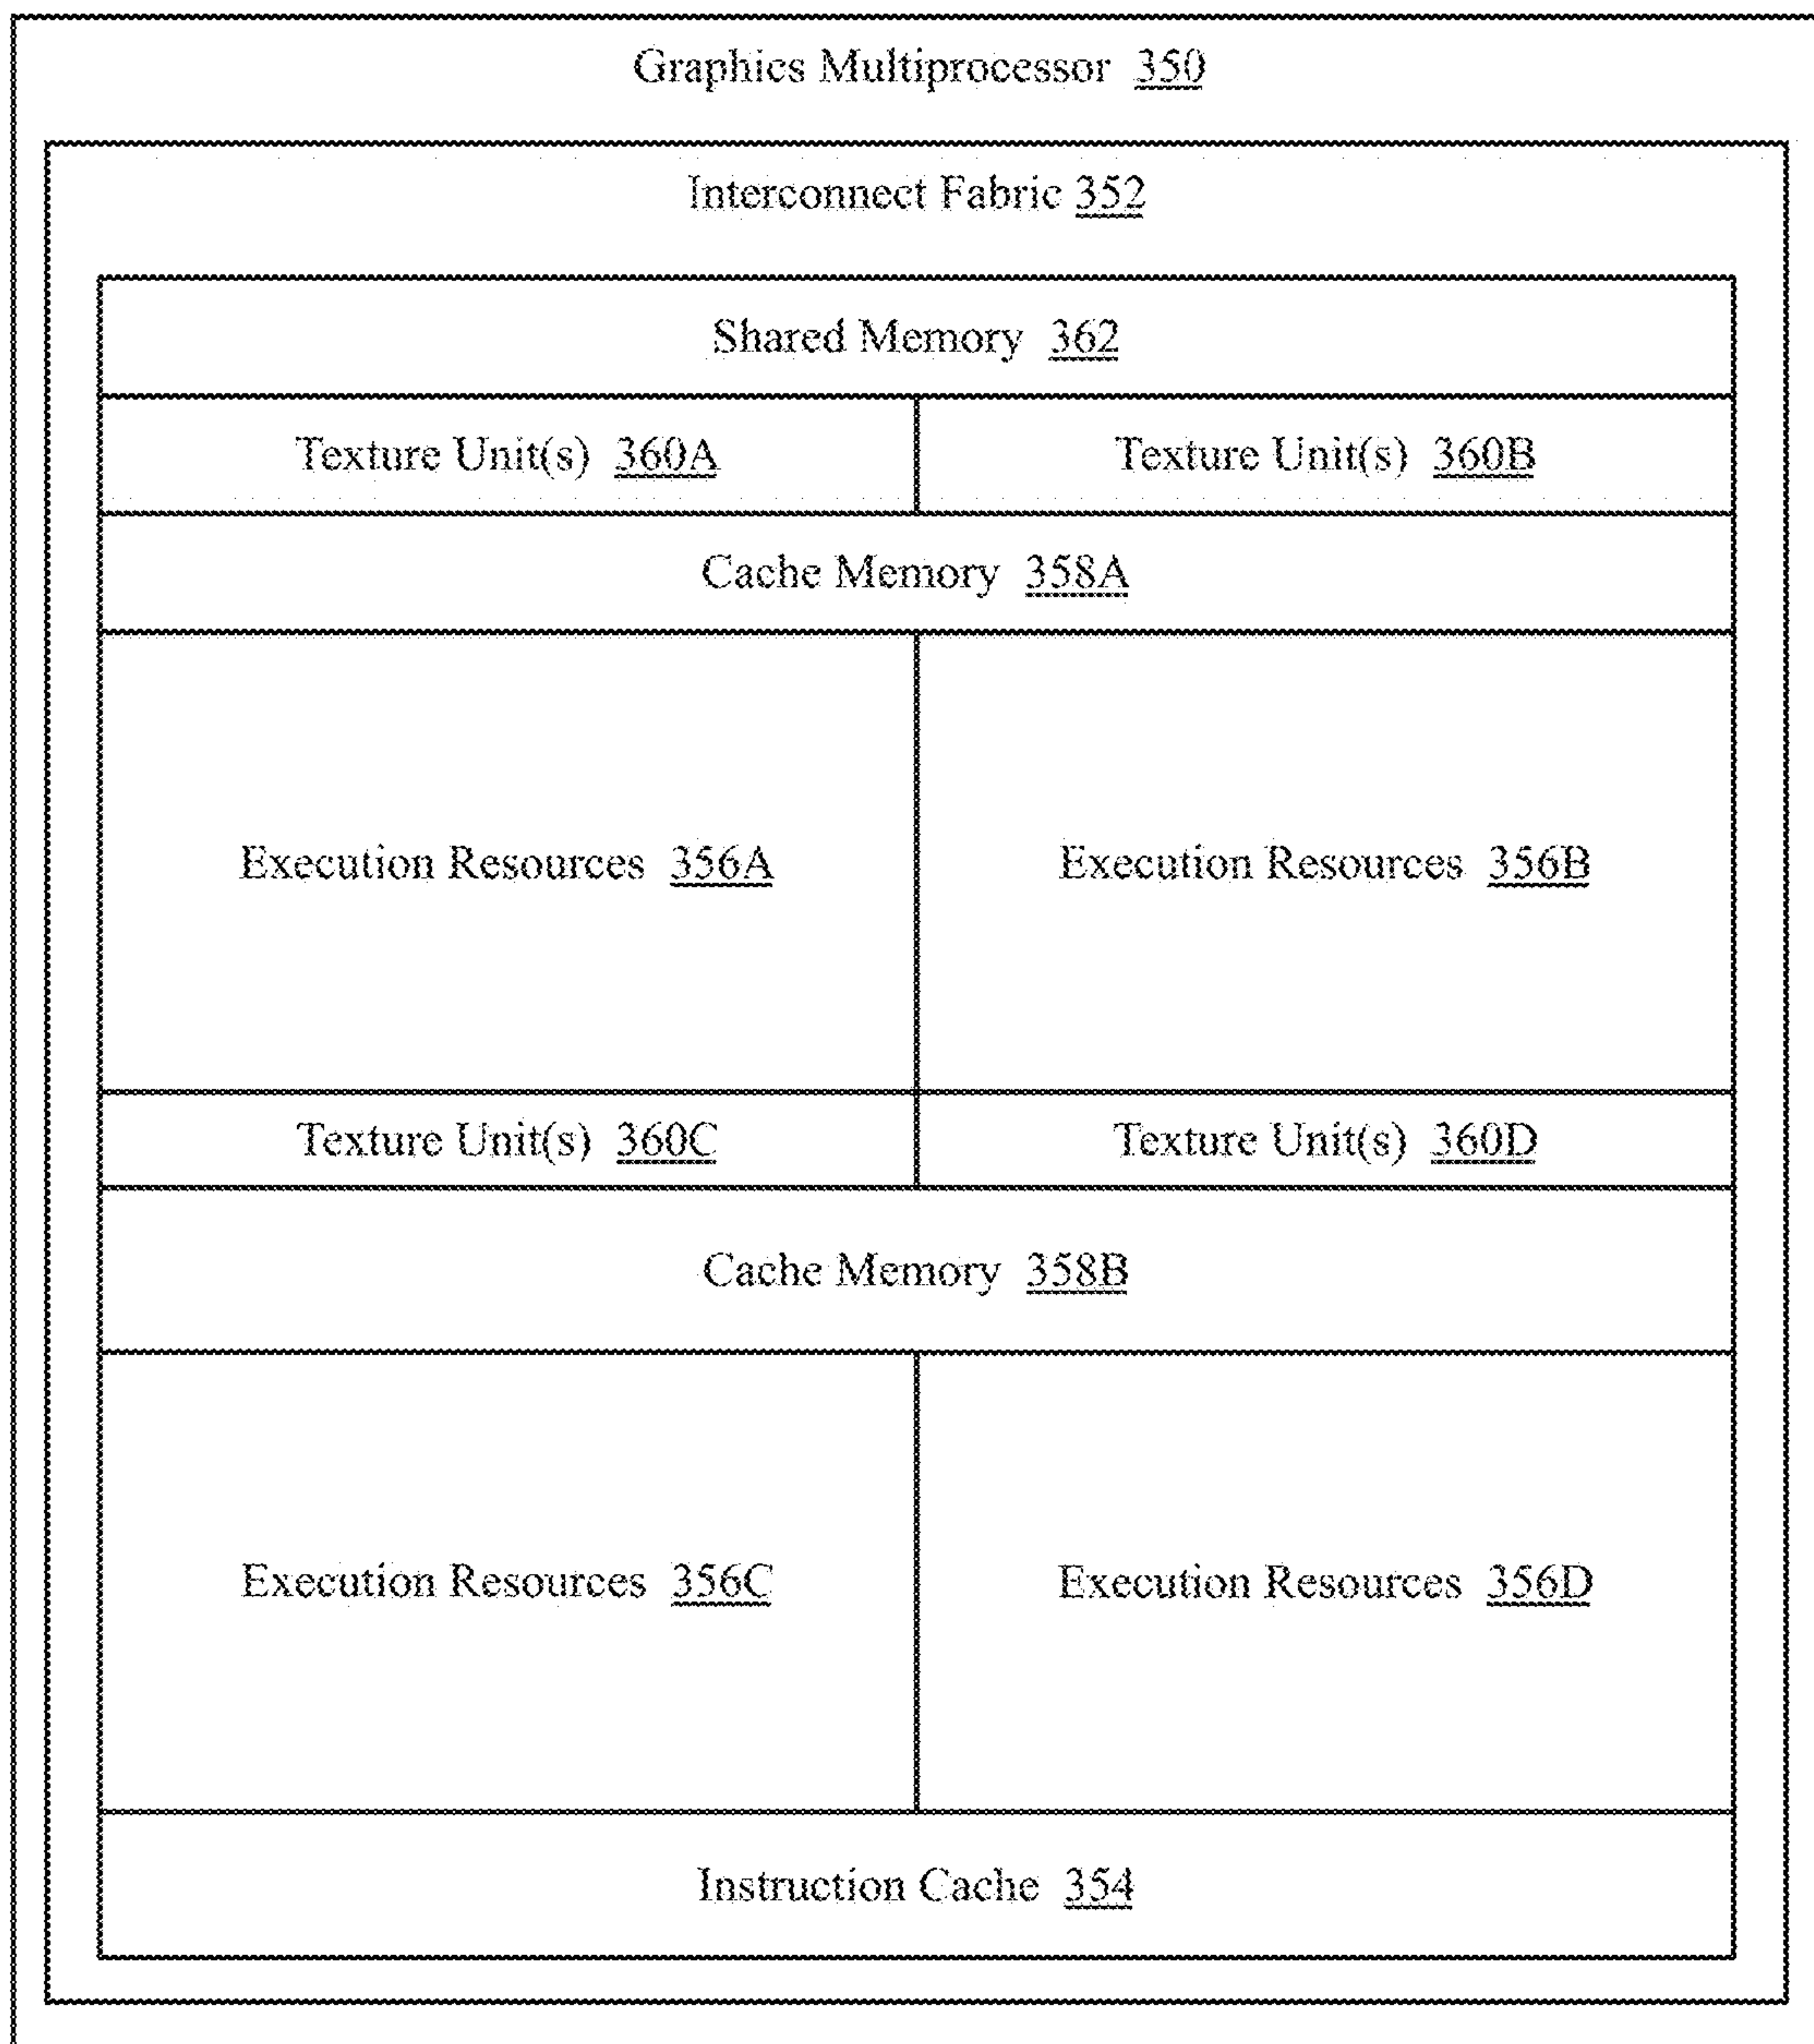 Graphics Multiprocessor 350
Interconnect Fabric 352
Shared Memory 362
Texture Unit(s) 360A
Texture Unit(s) 360B
Cache Memory 358A
Execution Resources 356A
Execution Resources 356B
Texture Unit(s) 360C
Texture Unit(s) 360D
Cache Memory 358B
Execution Resources 356C
Execution Resources 356D
Instruction Cache 354